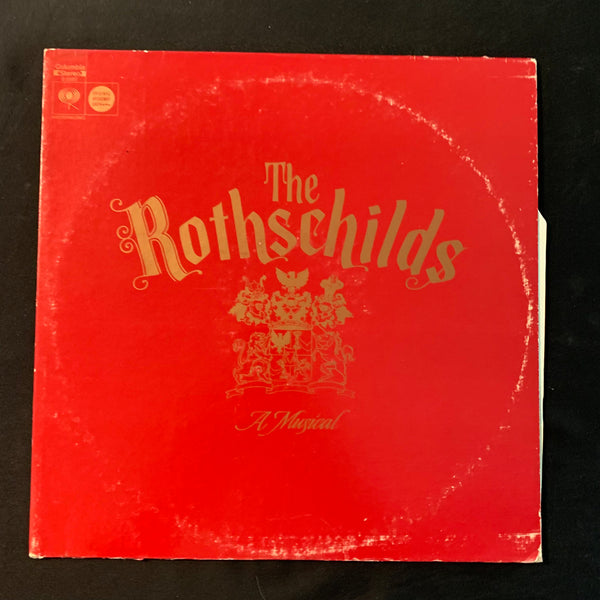 Columbia
Stereo
The
Rothschilds
A Musical